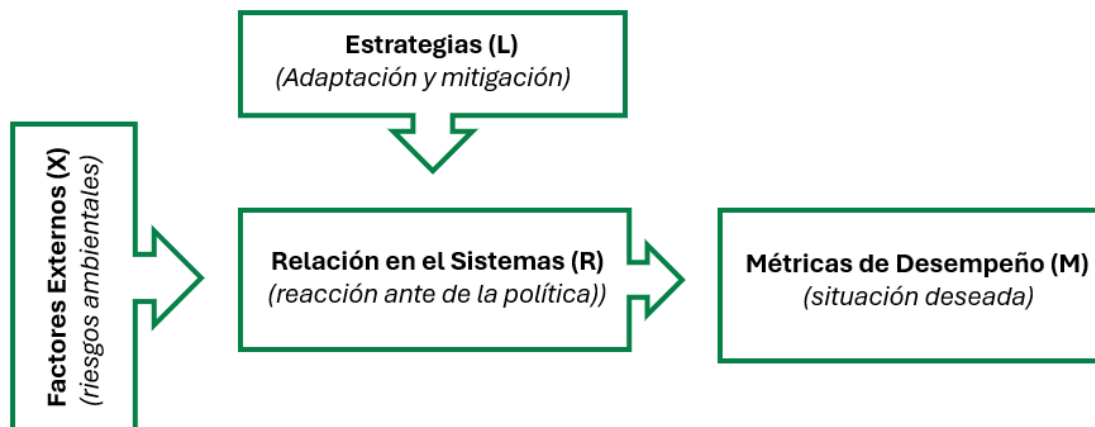 Estrategias (L)
(Adaptación y mitigación)
Factores Externos (X)
(riesgos ambientales)
Relación en el Sistemas (R)
(reacción ante de la política))
Métricas de Desempeño (M)
(situación deseada)